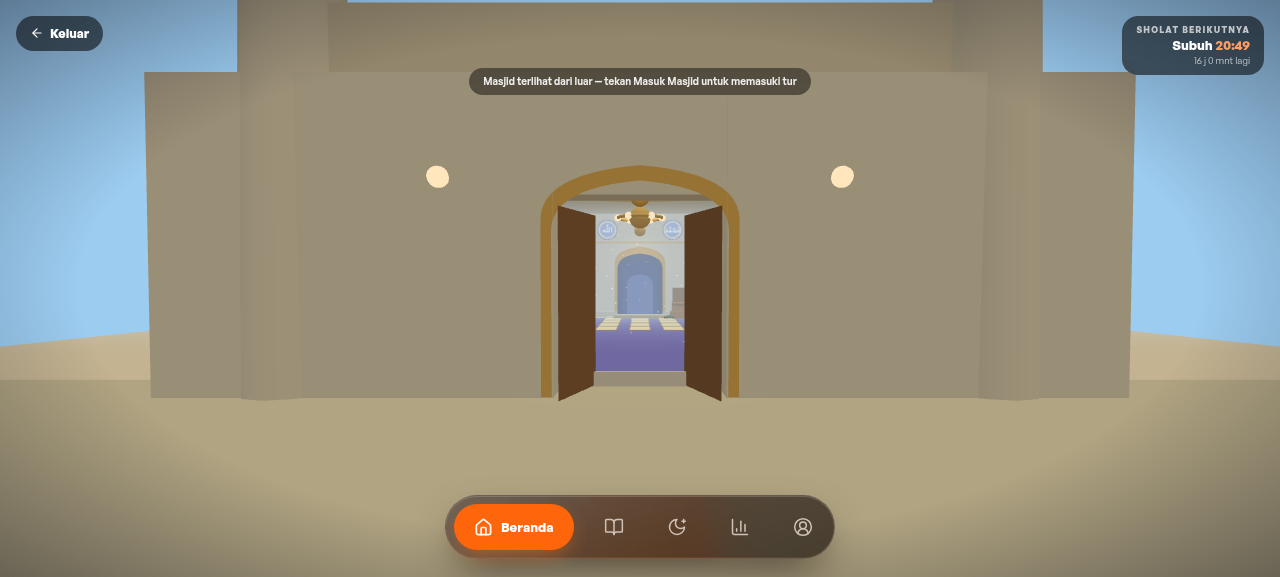 Keluar
SHOLAT BERIKUTNYA
Subuh 20:49
16 j 0 mnt lagi
Masjid terlihat dari luar — tekan Masuk Masjid untuk memasuki tur
Beranda